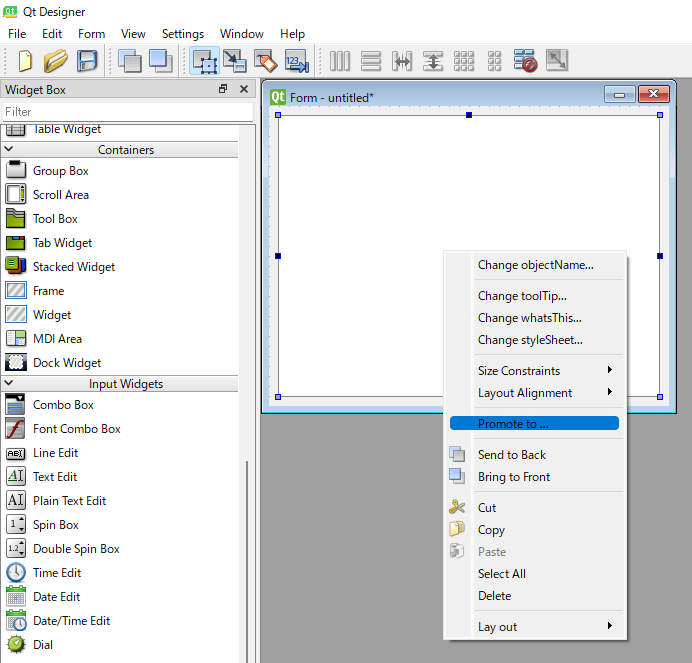 Qt Designer
File Edit Form View Settings Window Help
Widget Box
Filter
Table Widget
Containers
Group Box
Scroll Area
Tool Box
Tab Widget
Stacked Widget
Frame
Widget
MDI Area
Dock Widget
Input Widgets
Combo Box
Font Combo Box
Line Edit
Text Edit
Plain Text Edit
Spin Box
Double Spin Box
Time Edit
Date Edit
Date/Time Edit
Dial
Form - untitled*
Change objectName...
Change toolTip...
Change whatsThis...
Change styleSheet...
Size Constraints
Layout Alignment
Promote to ...
Send to Back
Bring to Front
Cut
Copy
Paste
Select All
Delete
Lay out